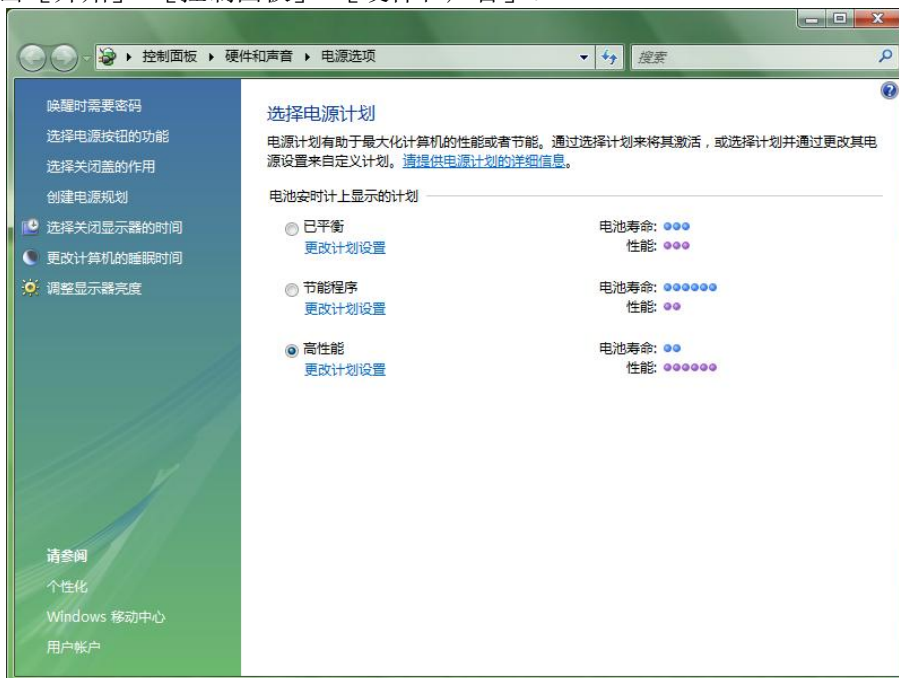 控制面板 ▸ 硬件和声音 ▸ 电源选项
搜索
唤醒时需要密码
选择电源按钮的功能
选择关闭盖的作用
创建电源规划
选择关闭显示器的时间
更改计算机的睡眠时间
调整显示器亮度
选择电源计划
电源计划有助于最大化计算机的性能或者节能。通过选择计划来将其激活，或选择计划并通过更改其电
源设置来自定义计划。请提供电源计划的详细信息。
电池安时计上显示的计划
已平衡 电池寿命:
更改计划设置 性能:
节能程序 电池寿命:
更改计划设置 性能:
高性能 电池寿命:
更改计划设置 性能:
请参阅
个性化
Windows 移动中心
用户帐户